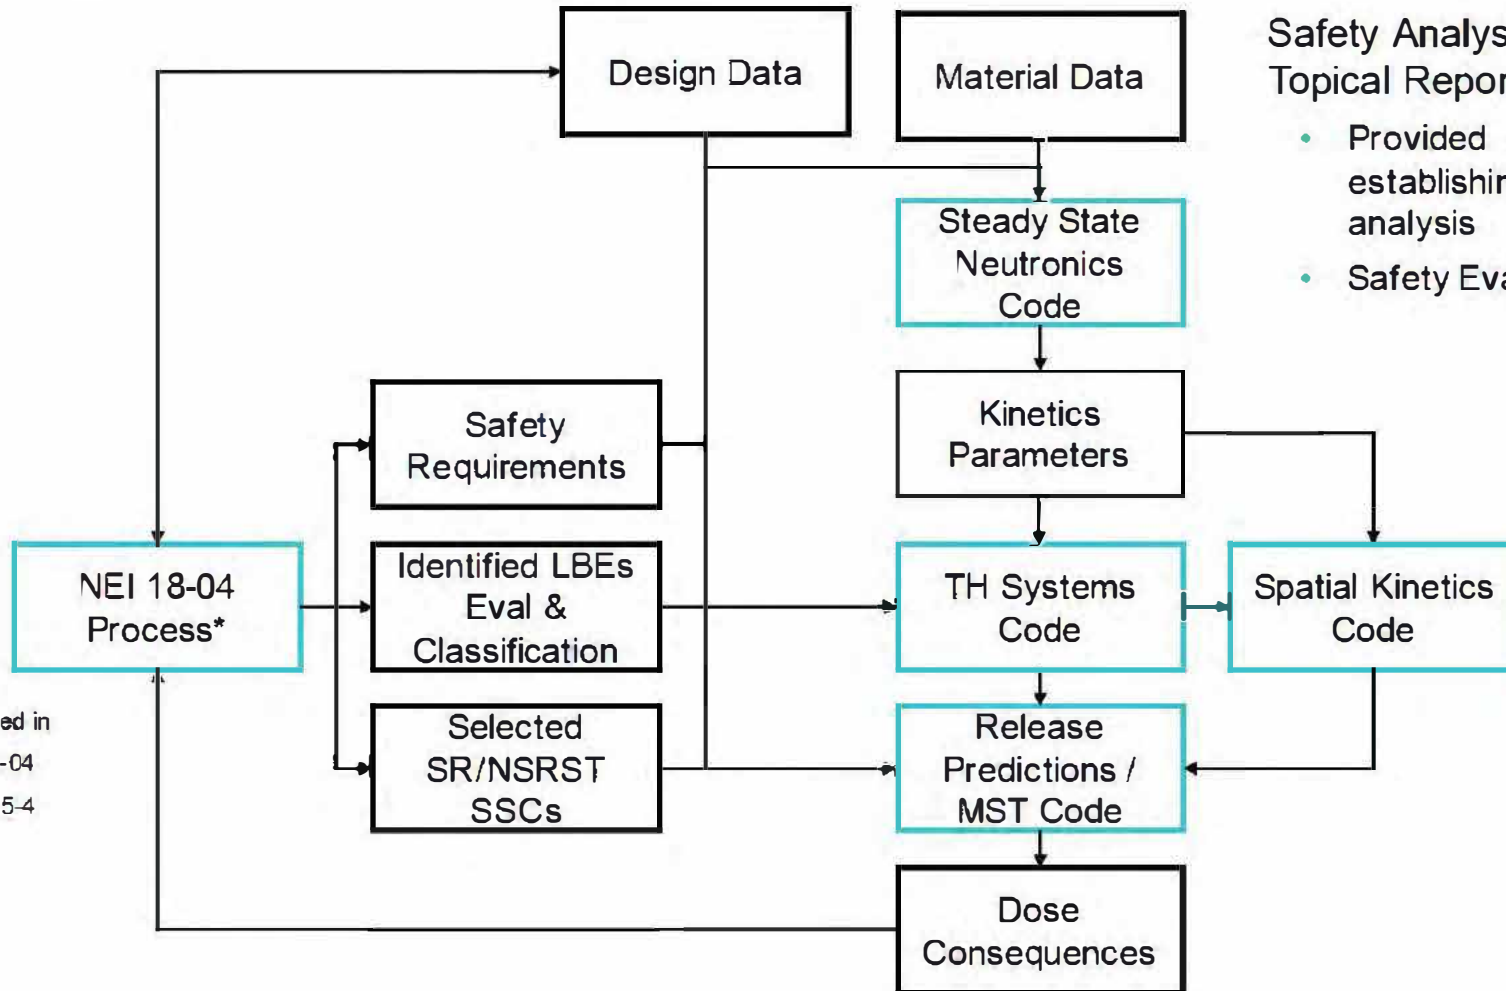 Design Data
Material Data
Safety Analys
Topical Repor
Provided
establishin
analysis
Safety Eva
Steady State
Neutronics
Code
Kinetics
Parameters
Safety
Requirements
NEI 18-04
Process*
Identified LBEs
Eval &
Classification
TH Systems
Code
Spatial Kinetics
Code
ed in
-04
5-4
Selected
SR/NSRST
SSCs
Release
Predictions /
MST Code
Dose
Consequences